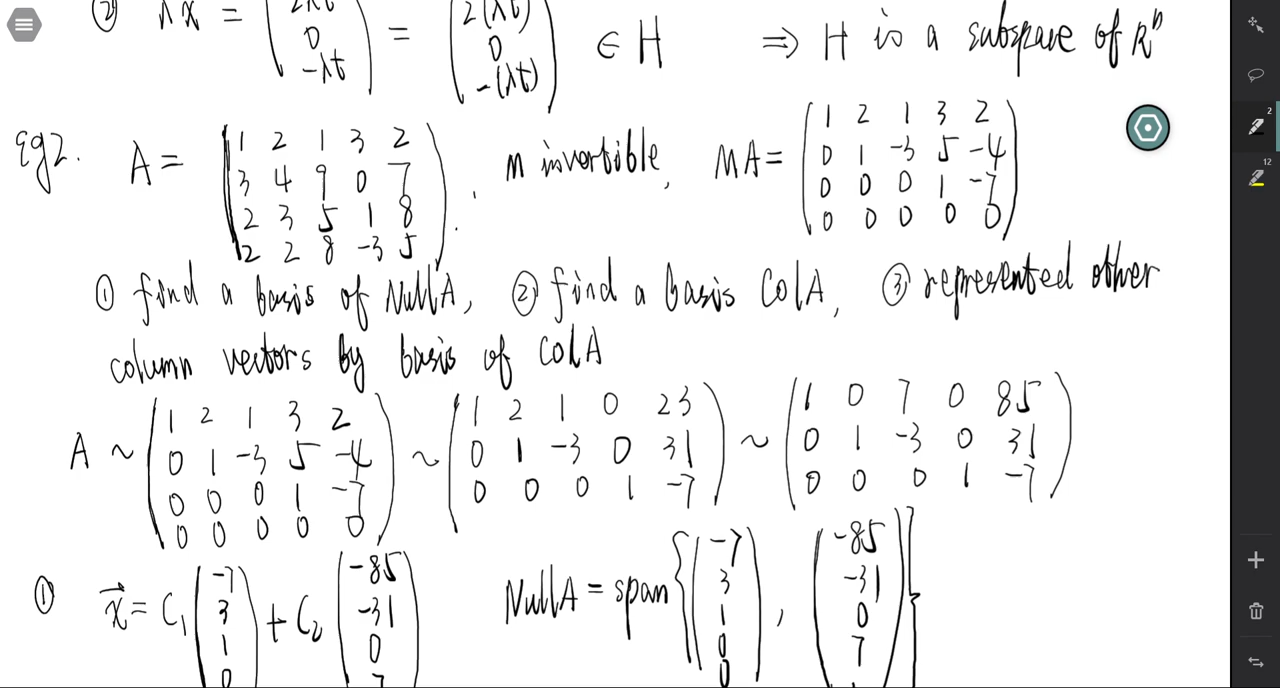 ② λx = ( 2λt 0 -λt ) = ( 2(λt) 0 -(λt) ) ∈ H ⇒ H is a subspace of Rⁿ
Eg2. A = ( 1 2 1 3 2 , M invertible, MA = ( 1 2 1 3 2
3 4 9 0 7 0 1 -3 5 -4
2 3 5 1 8 0 0 0 1 -7
2 2 8 -3 5 ) 0 0 0 0 0 )
① find a basis of NullA, ② find a basis ColA, ③ represented other
column vectors by basis of ColA
A ~ ( 1 2 1 3 2 ~ ( 1 2 1 0 23 ~ ( 1 0 7 0 85
0 1 -3 5 -4 0 1 -3 0 31 0 1 -3 0 31
0 0 0 1 -7 0 0 0 1 -7 ) 0 0 0 1 -7 )
0 0 0 0 0 )
① x⃗ = C₁ ( -7 3 1 0 + C₂ ( -85 -31 0 7 NullA = span { ( -7 3 1 0 0 ) , ( -85 -31 0 7 ) }
2
12